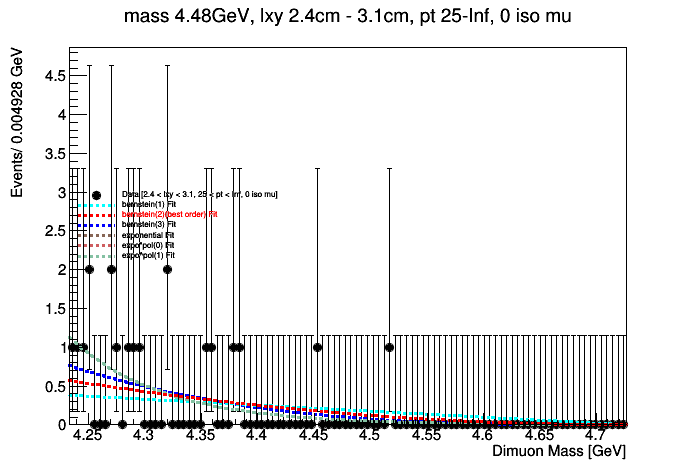 mass 4.48GeV, lxy 2.4cm - 3.1cm, pt 25-Inf, 0 iso mu
Events/ 0.004928 GeV
4.5
4
3.5
3
2.5
2
1.5
1
0.5
0
Data [2.4 < lxy < 3.1, 25 < pt < Inf, 0 iso mu]
bernstein(1) Fit
bernstein(2) (best order) Fit
bernstein(3) Fit
exponential Fit
expo*pol(0) Fit
expo*pol(1) Fit
4.25 4.3 4.35 4.4 4.45 4.5 4.55 4.6 4.65 4.7
Dimuon Mass [GeV]